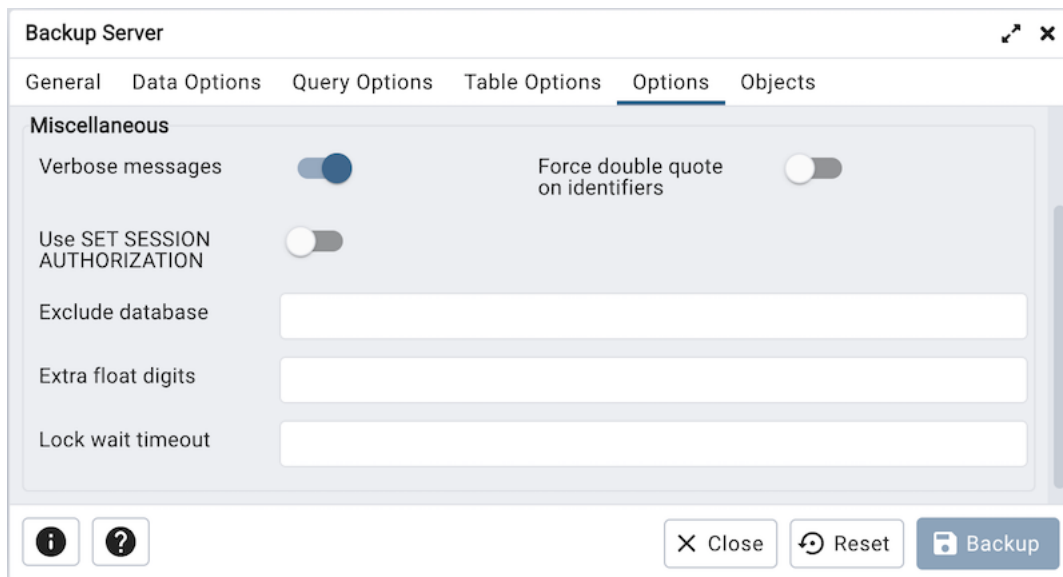 Backup Server
General Data Options Query Options Table Options Options Objects
Miscellaneous
Verbose messages
Force double quote
on identifiers
Use SET SESSION
AUTHORIZATION
Exclude database
Extra float digits
Lock wait timeout
Close Reset Backup